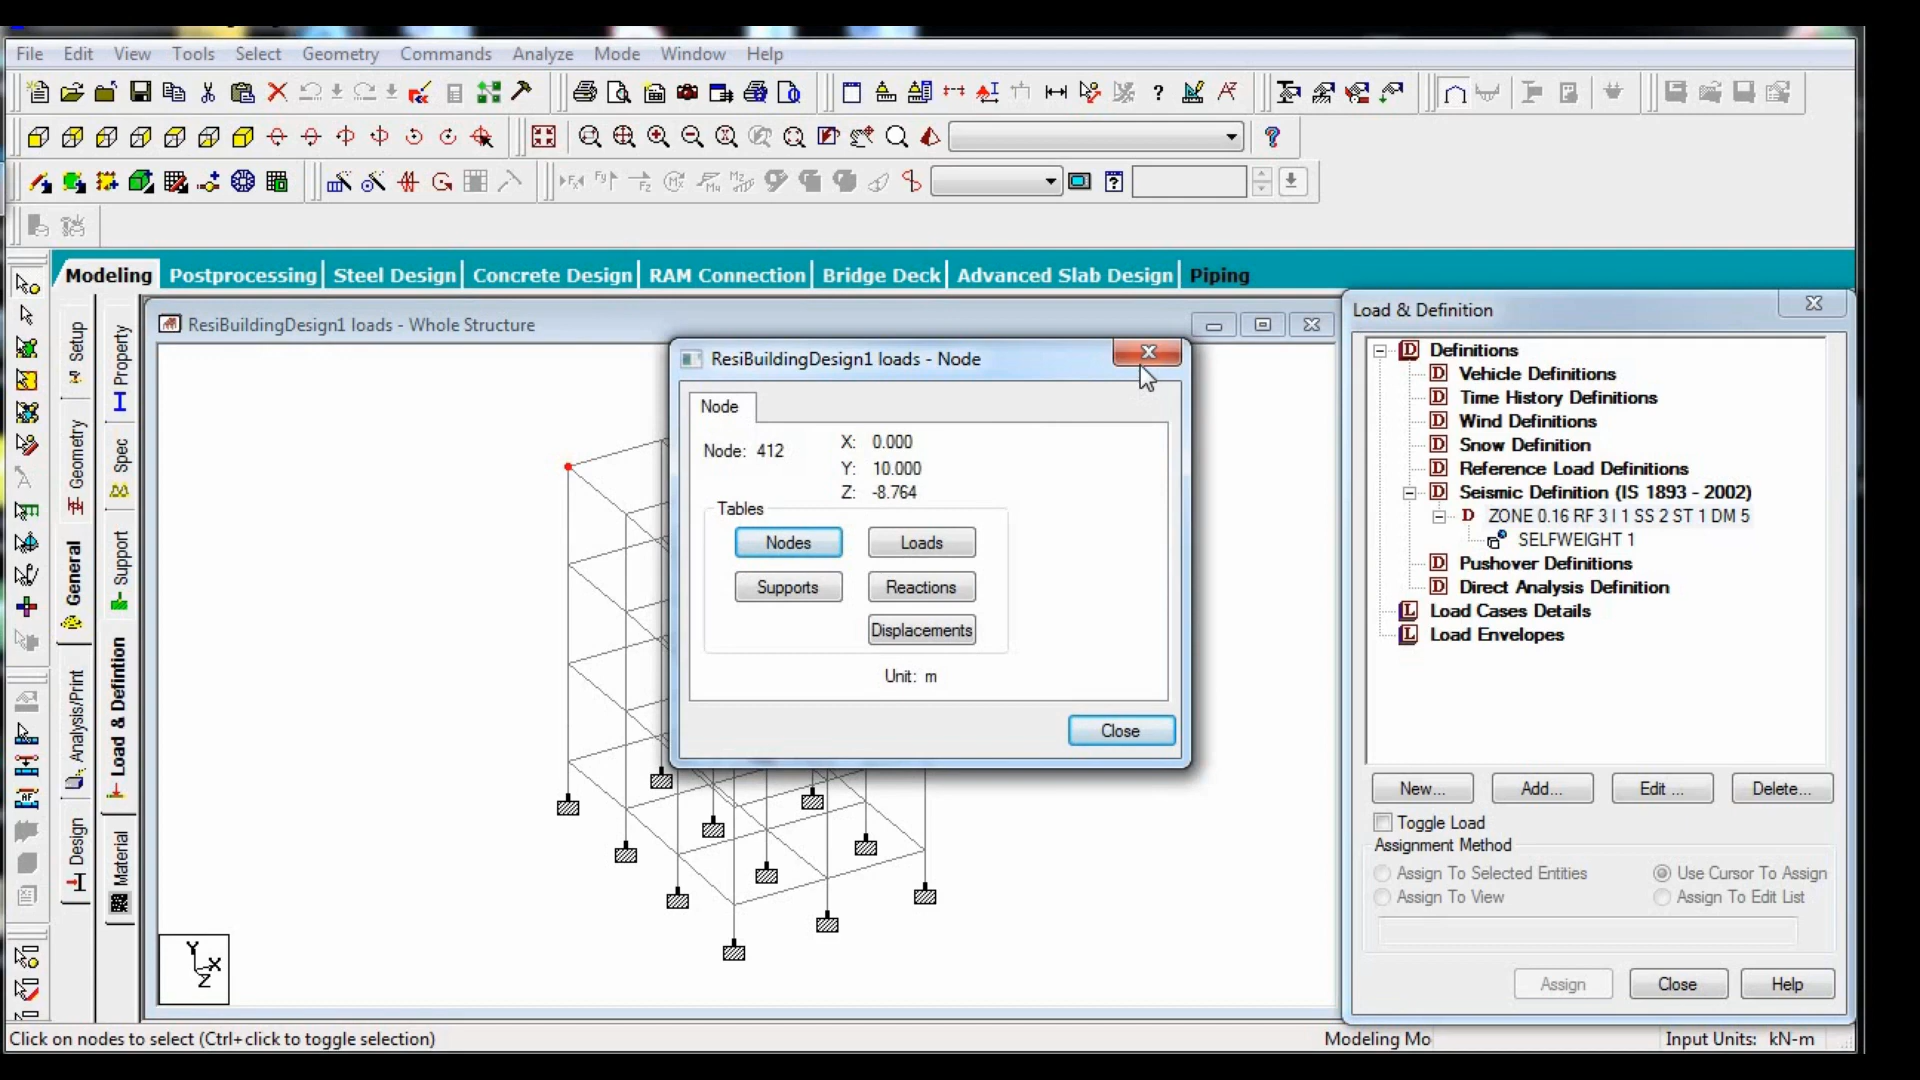 File Edit View Tools Select Geometry Commands Analyze Mode Window Help
Modeling Postprocessing Steel Design Concrete Design RAM Connection Bridge Deck Advanced Slab Design Piping
Setup
Geometry
General
Analysis/Print
Design
Property
Spec
Support
Load & Definition
Material
ResiBuildingDesign1 loads - Whole Structure
ResiBuildingDesign1 loads - Node
Node
Node: 412
X: 0.000
Y: 10.000
Z: -8.764
Tables
Nodes Loads
Supports Reactions
Displacements
Unit: m
Close
Y
X
Z
Load & Definition
Definitions
Vehicle Definitions
Time History Definitions
Wind Definitions
Snow Definition
Reference Load Definitions
Seismic Definition (IS 1893 - 2002)
ZONE 0.16 RF 3 I 1 SS 2 ST 1 DM 5
SELFWEIGHT 1
Pushover Definitions
Direct Analysis Definition
Load Cases Details
Load Envelopes
New... Add... Edit ... Delete...
Toggle Load
Assignment Method
Assign To Selected Entities Use Cursor To Assign
Assign To View Assign To Edit List
Assign Close Help
Click on nodes to select (Ctrl+click to toggle selection) Modeling Mo Input Units: kN-m